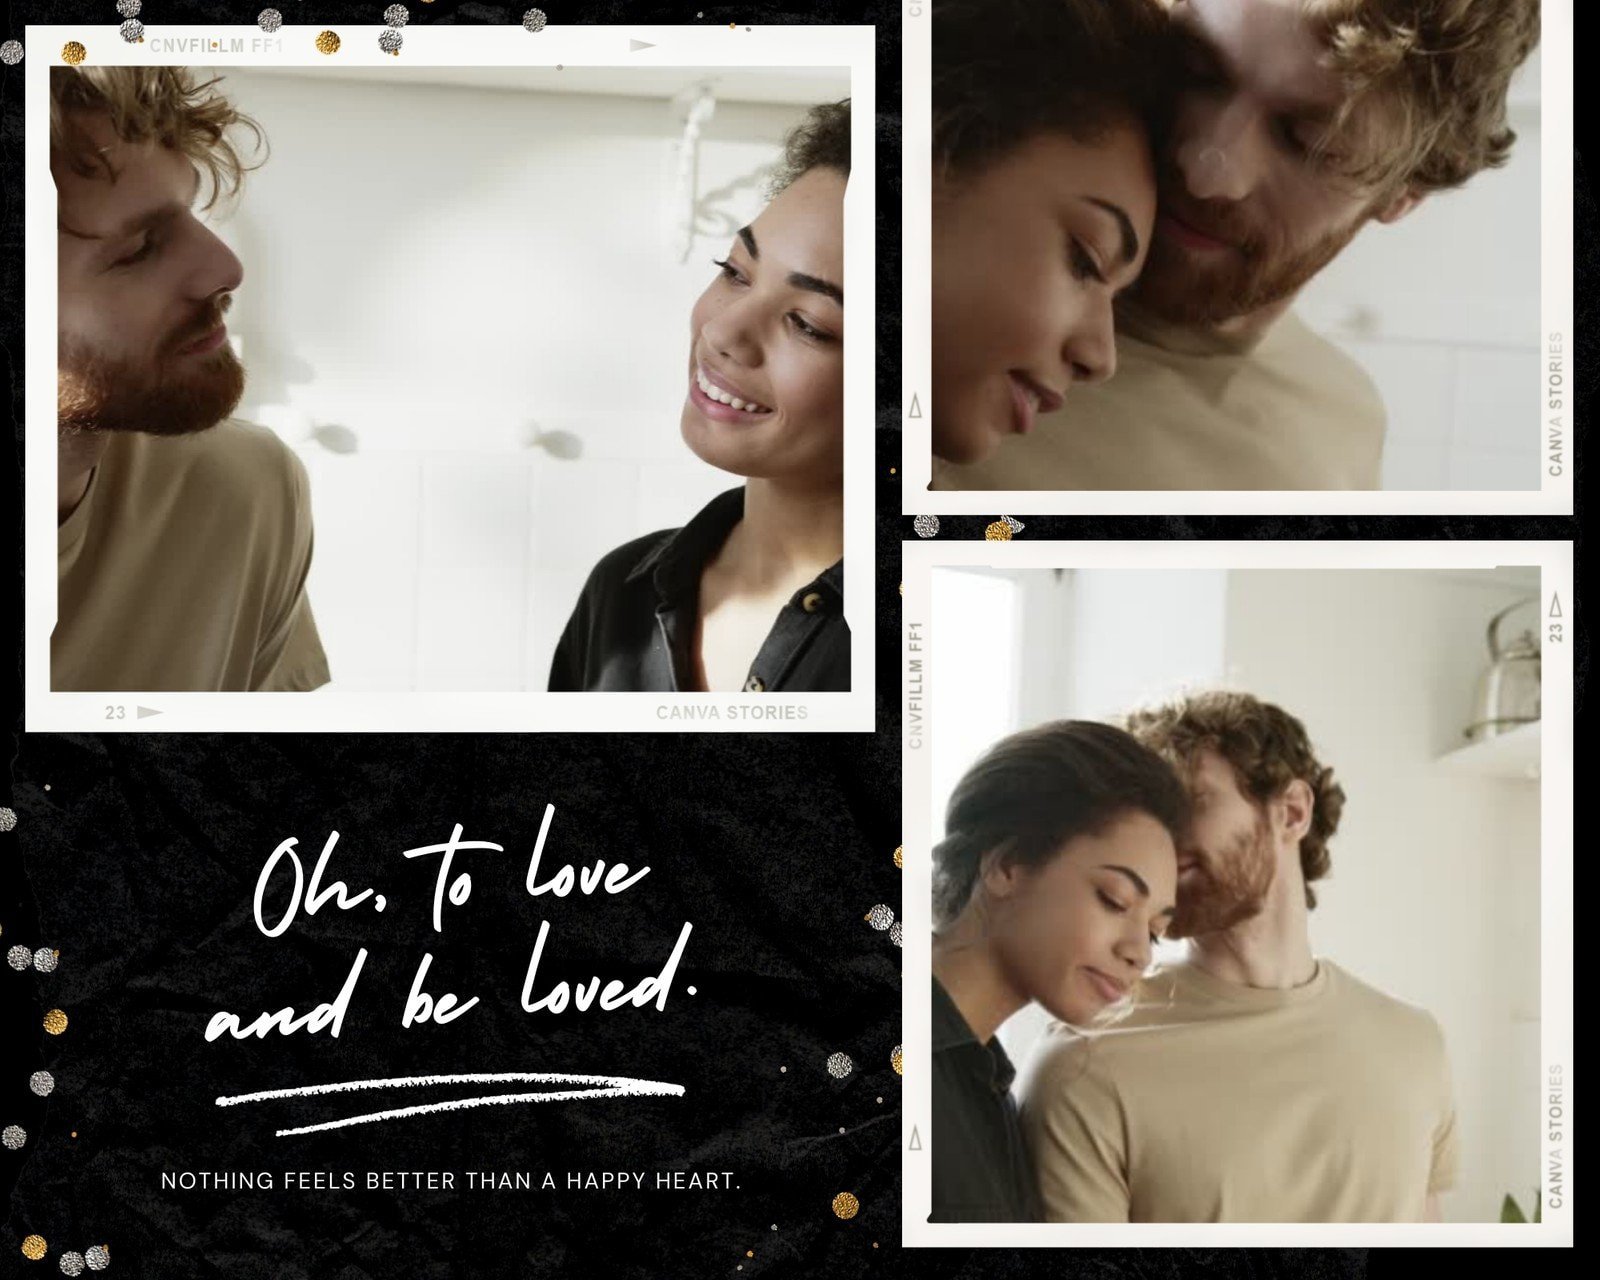 CNVFILLM FF1
23
CANVA STORIES
Oh, to love
and be loved.
NOTHING FEELS BETTER THAN A HAPPY HEART.
CANVA STORIES
CNVFILLM FF1
23
CANVA STORIES